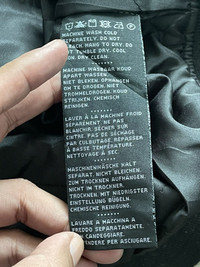 MACHINE WASH COLD
SEPARATELY. DO NOT
BLEACH. HANG TO DRY. DO
NOT TUMBLE DRY. COOL
IRON. DRY CLEAN.
•••••••
MACHINE WASBAAR KOUD
APART WASSEN.
NIET BLEKEN. OPHANGEN
OM TE DROGEN. NIET
TROMMELDROGEN. KOUD
STRIJKEN. CHEMISCH
REINIGEN.
•••••••
LAVER À LA MACHINE FROID
SÉPARÉMENT. NE PAS
BLANCHIR. SÉCHER SUR
CINTRE. PAS DE SÉCHAGE
PAR CULBUTAGE. REPASSER
À BASSE TEMPÉRATURE.
NETTOYAGE À SEC.
•••••••
MASCHINENWÄSCHE KALT
SEPARAT. NICHT BLEICHEN.
ZUM TROCKNEN AUFHÄNGEN.
NICHT IM TROCKNER
TROCKNEN. MIT NIEDRIGSTER
EINSTELLUNG BÜGELN.
CHEMISCHE REINIGUNG.
•••••••
LAVARE A MACCHINA A
FREDDO SEPARATAMENTE.
CANDEGGIARE.
PER ASCIUGARE.